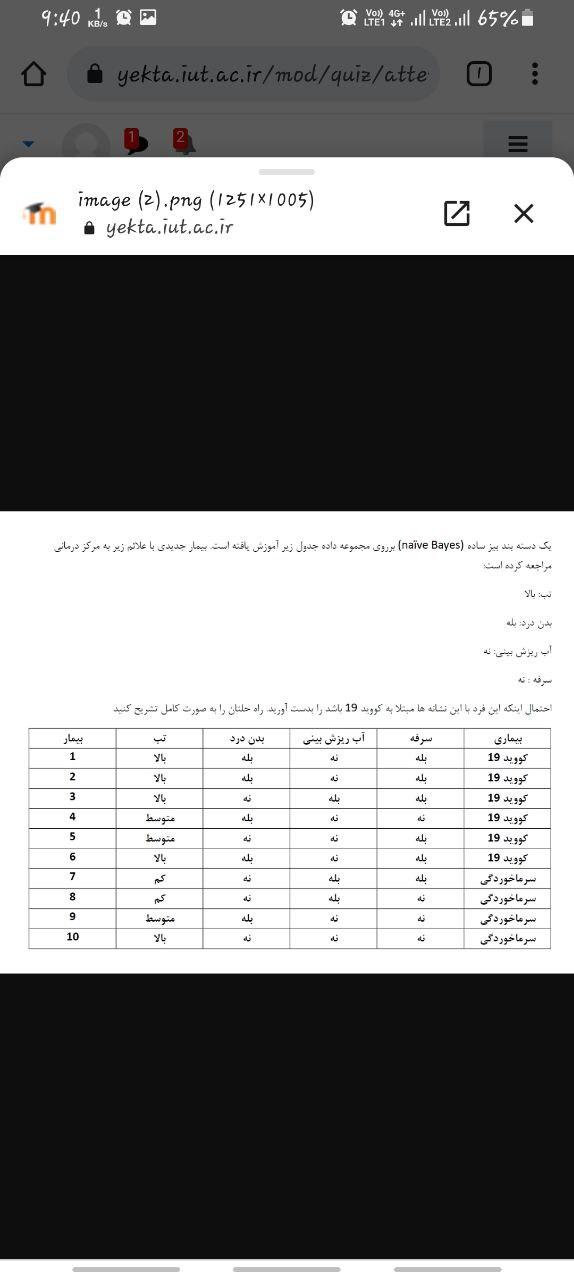 9:40 1 KB/s Vo)) LTE1 4G+ Vo)) LTE2 65%
yekta.iut.ac.ir/mod/quiz/atte
1 2
image (2).png (1251×1005)
yekta.iut.ac.ir
یک دسته بند بیز ساده (naïve Bayes) برروی مجموعه داده جدول زیر آموزش یافته است. بیمار جدیدی با علائم زیر به مرکز درمانی
مراجعه کرده است:
تب: بالا
بدن درد: بله
آب ریزش بینی: نه
سرفه : نه
احتمال اینکه این فرد با این نشانه ها مبتلا به کووید 19 باشد را بدست آورید. راه حلتان را به صورت کامل تشریح کنید
بیمار تب بدن درد آب ریزش بینی سرفه بیماری
1 بالا بله نه بله کووید 19
2 بالا بله نه بله کووید 19
3 بالا نه بله بله کووید 19
4 متوسط بله نه نه کووید 19
5 متوسط نه نه بله کووید 19
6 بالا بله نه بله کووید 19
7 کم نه بله بله سرماخوردگی
8 کم نه بله نه سرماخوردگی
9 متوسط بله نه نه سرماخوردگی
10 بالا نه نه نه سرماخوردگی